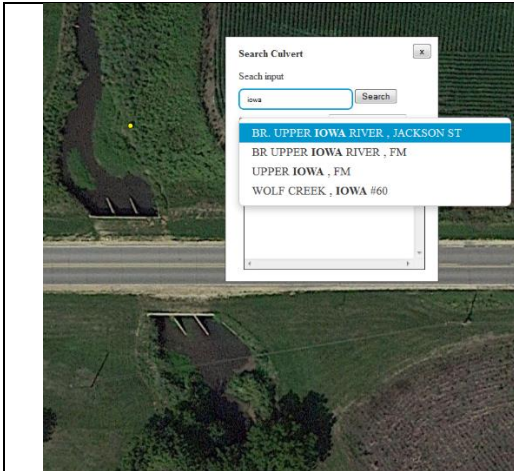 Search Culvert
x
Seach input
iowa
Search
BR. UPPER IOWA RIVER , JACKSON ST
BR UPPER IOWA RIVER , FM
UPPER IOWA , FM
WOLF CREEK , IOWA #60